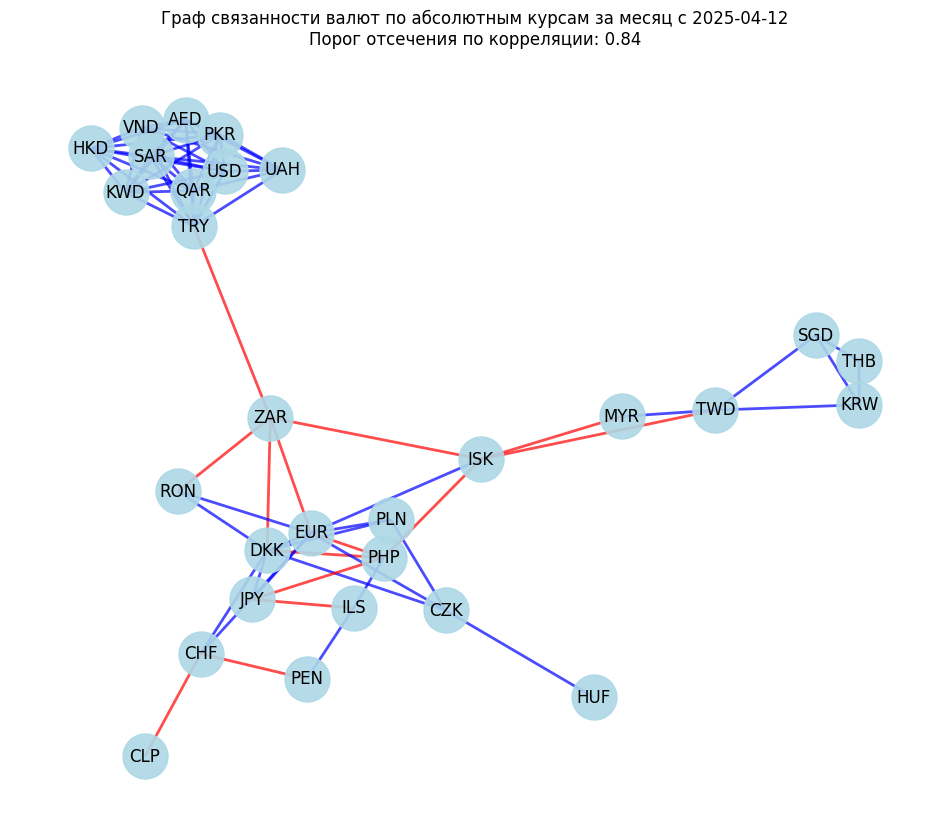 Граф связанности валют по абсолютным курсам за месяц с 2025-04-12
Порог отсечения по корреляции: 0.84
AED
VND
PKR
HKD
SAR
USD
UAH
KWD
QAR
TRY
SGD
THB
KRW
TWD
MYR
ZAR
ISK
RON
PLN
EUR
DKK
PHP
JPY
ILS
CZK
CHF
PEN
HUF
CLP